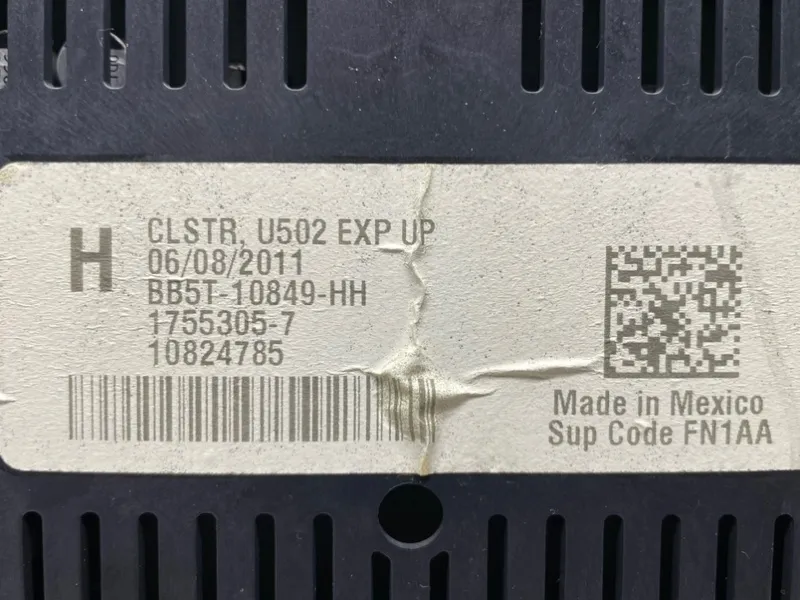 H
CLSTR, U502 EXP UP
06/08/2011
BB5T-10849-HH
1755305-7
10824785
Made in Mexico
Sup Code FN1AA